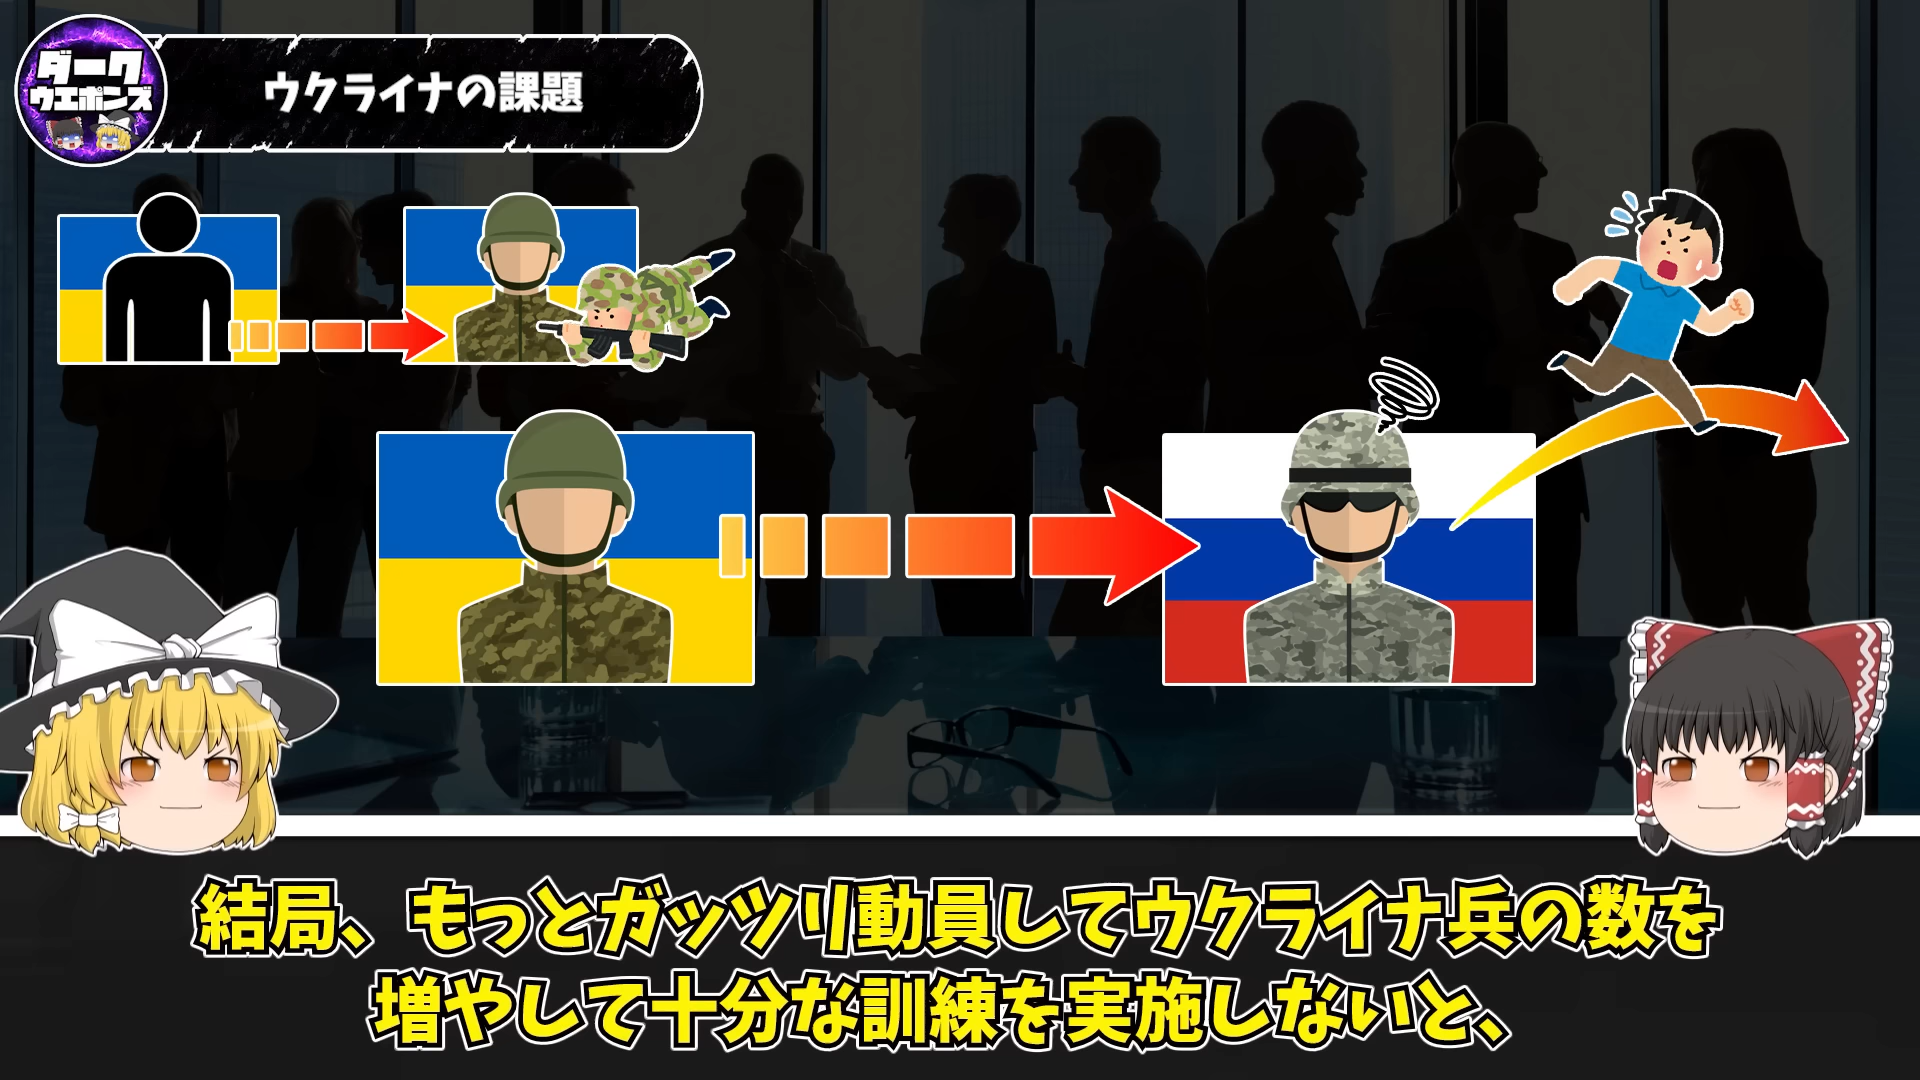 ダーク
ウエポンズ
ウクライナの課題
結局、もっとガッツリ動員してウクライナ兵の数を
増やして十分な訓練を実施しないと、